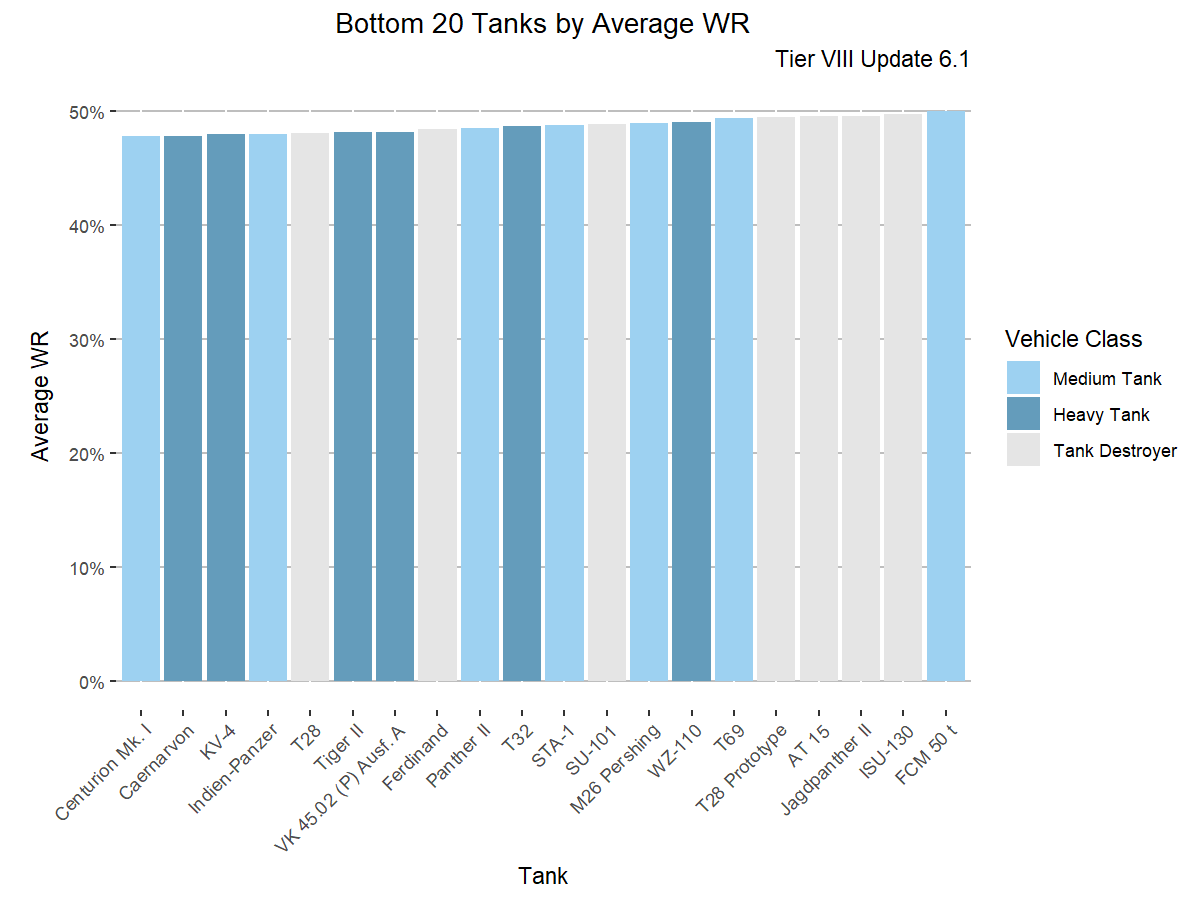 Bottom 20 Tanks by Average WR
Tier VIII Update 6.1
50%
40%
30%
20%
10%
0%
Average WR
Centurion Mk. I
Caernarvon
KV-4
Indien-Panzer
T28
Tiger II
VK 45.02 (P) Ausf. A
Ferdinand
Panther II
T32
STA-1
SU-101
M26 Pershing
WZ-110
T69
T28 Prototype
AT 15
Jagdpanther II
ISU-130
FCM 50 t
Tank
Vehicle Class
Medium Tank
Heavy Tank
Tank Destroyer